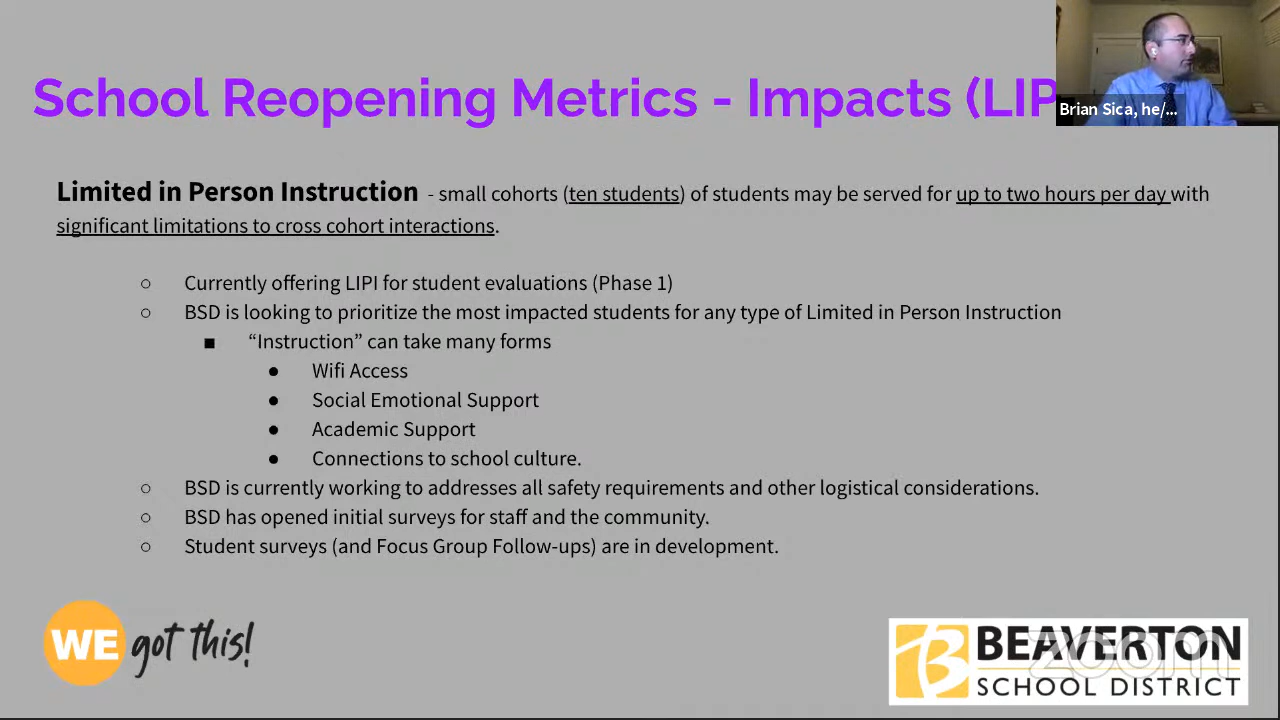 School Reopening Metrics - Impacts (LIP
Brian Sica, he/...
Limited in Person Instruction - small cohorts (ten students) of students may be served for up to two hours per day with
significant limitations to cross cohort interactions.
○ Currently offering LIPI for student evaluations (Phase 1)
○ BSD is looking to prioritize the most impacted students for any type of Limited in Person Instruction
■ “Instruction” can take many forms
● Wifi Access
● Social Emotional Support
● Academic Support
● Connections to school culture.
○ BSD is currently working to addresses all safety requirements and other logistical considerations.
○ BSD has opened initial surveys for staff and the community.
○ Student surveys (and Focus Group Follow-ups) are in development.
WE got this!
B BEAVERTON
zoom
SCHOOL DISTRICT